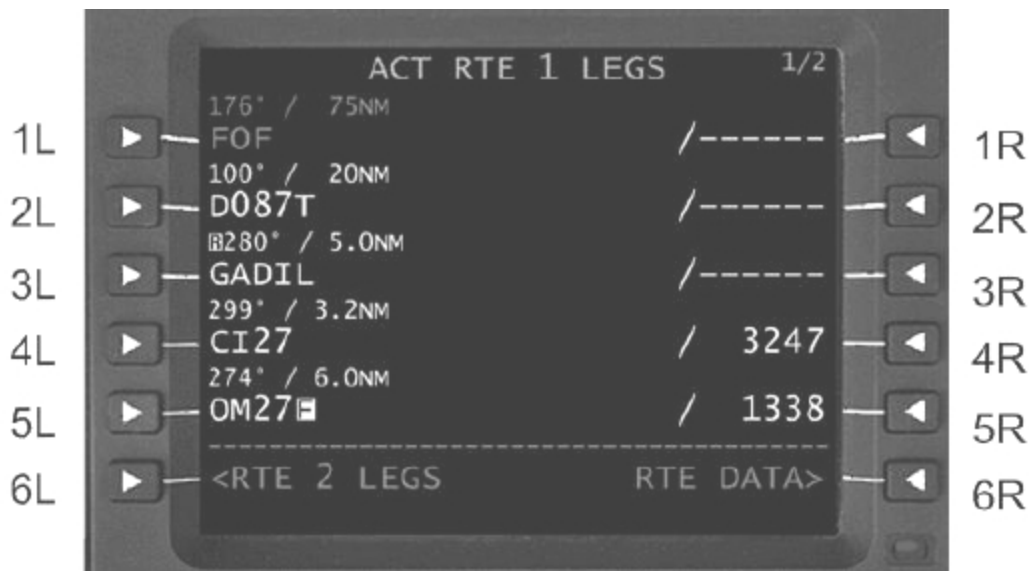 ACT RTE 1 LEGS 1/2
176° / 75NM
1L FOF /------ 1R
100° / 20NM
2L D087T /------ 2R
R280° / 5.0NM
3L GADIL /------ 3R
299° / 3.2NM
4L CI27 / 3247 4R
274° / 6.0NM
5L OM27F / 1338 5R
--------------------------------------------
6L <RTE 2 LEGS RTE DATA> 6R